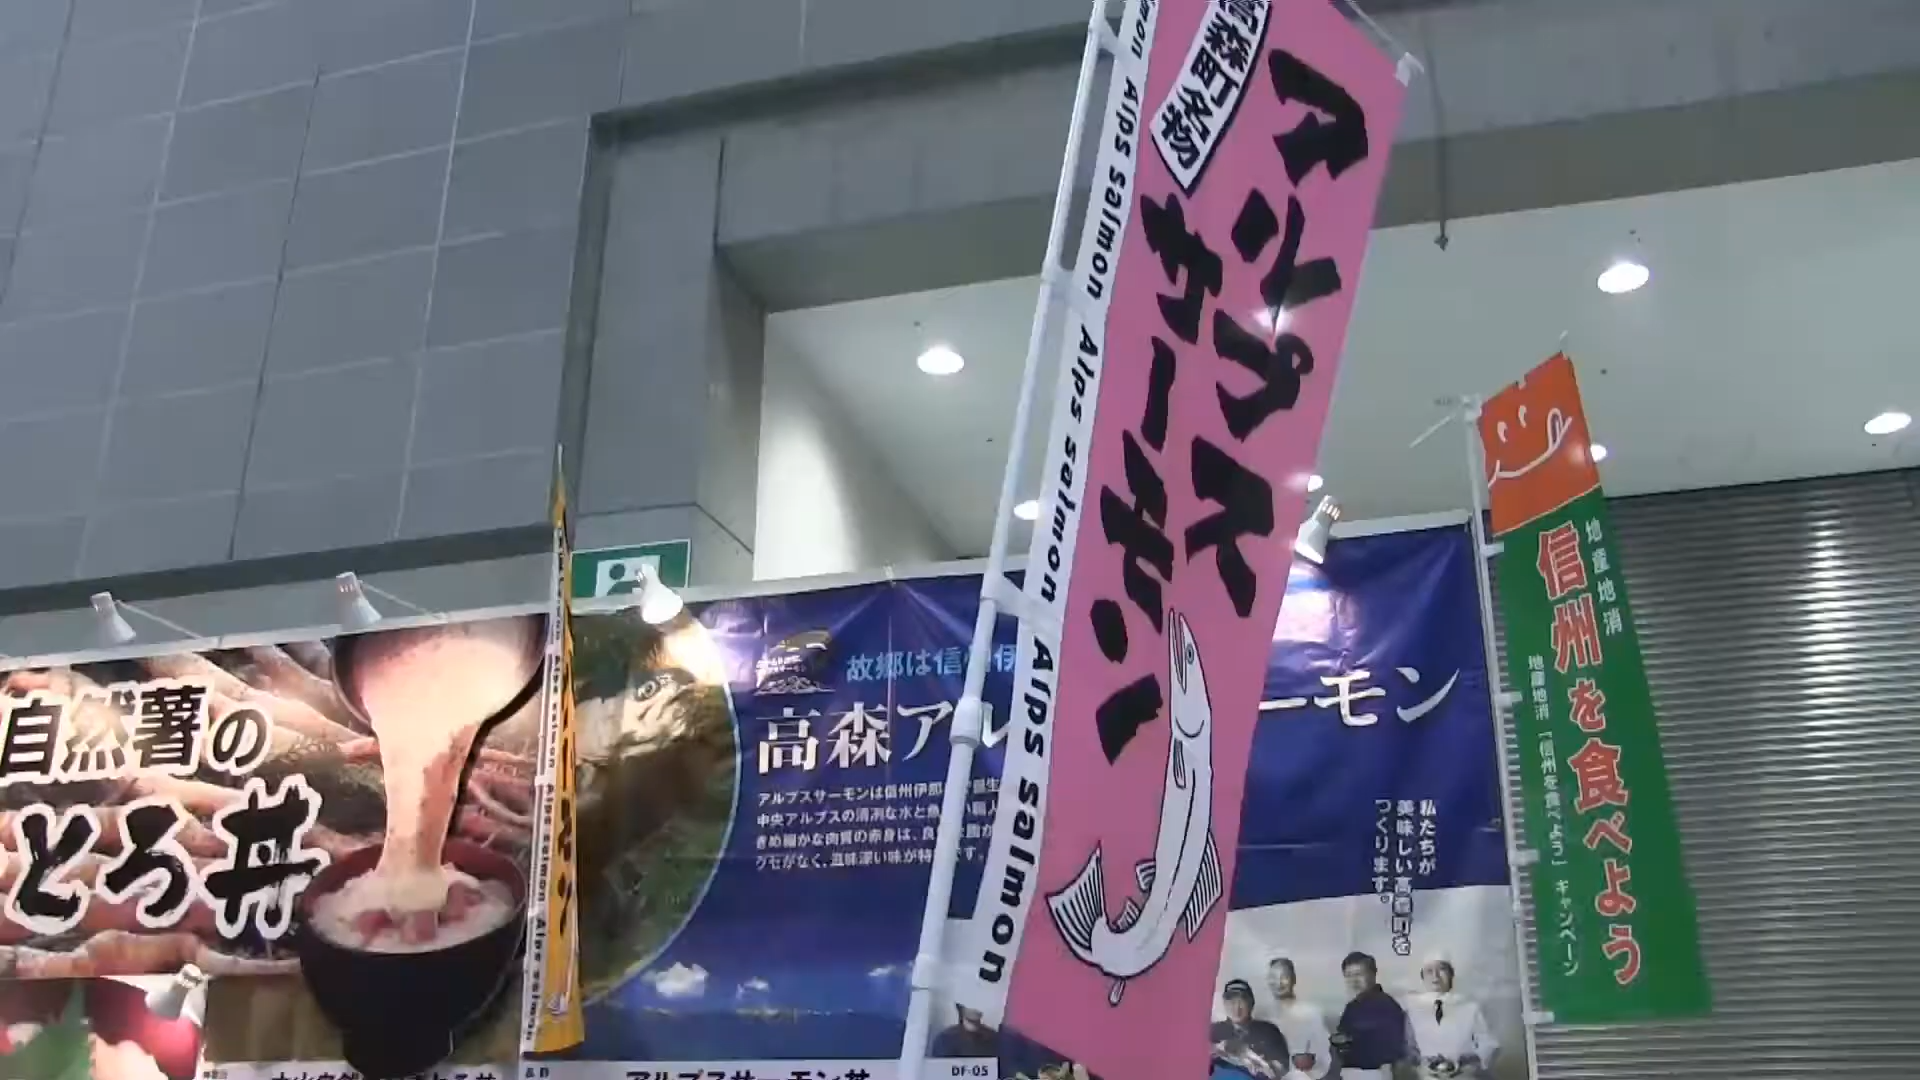 自然薯の
とろ丼
高森町名物
アルプス
サーモン
Alps salmon Alps salmon Alps salmon Alps salmon
故郷は信州伊
高森アル
ーモン
アルプスサーモンは信州伊那
中央アルプスの清冽な水と
きめ細かな肉質の赤身は、良
クセがなく、滋味深い味が特
私たちが
美味しい高森町を
つくります。
アルプスサーモン丼
DF-05
地産地消
信州を食べよう
地産地消「信州を食べよう」キャンペーン